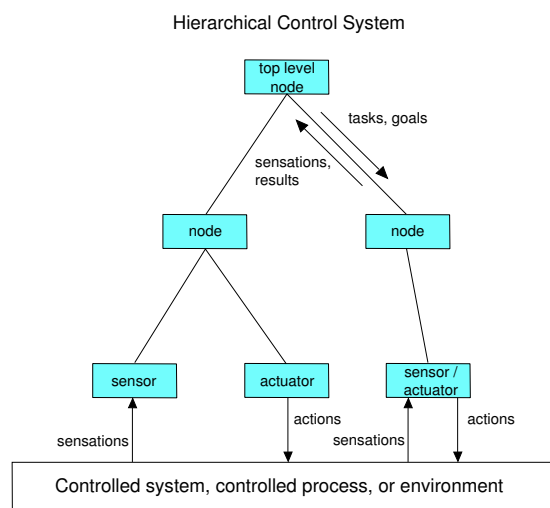 Hierarchical Control System
top level
node
tasks, goals
sensations,
results
node
node
sensor
actuator
sensor /
actuator
sensations
actions
sensations
actions
Controlled system, controlled process, or environment